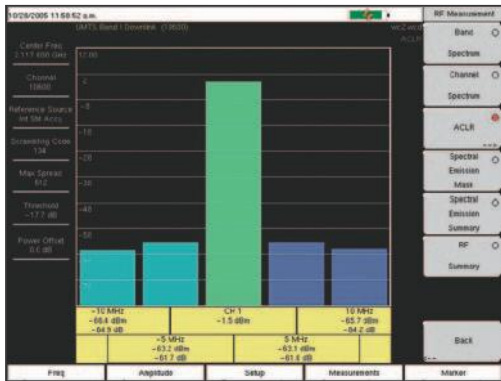 10/28/2005 11:58:52 a.m.
UMTS Band I Downlink (10600)
ACLR
Center Freq
2.117 600 GHz
Channel
10600
Reference Source
Int Std Accy
Scrambling Code
134
Max Spread
512
Threshold
-17.7 dB
Power Offset
0.0 dB
-10 MHz
-66.4 dBm
-64.9 dB
CH 1
-1.5 dBm
10 MHz
-65.7 dBm
-64.2 dB
-5 MHz
-63.2 dBm
-61.7 dB
5 MHz
-63.1 dBm
-61.6 dB
RF Measurement
Band
Spectrum
Channel
Spectrum
ACLR
---
Spectral
Emission
Mask
Spectral
Emission
Summary
RF
Summary
Back
--
Freq
Amplitude
Setup
Measurements
Marker